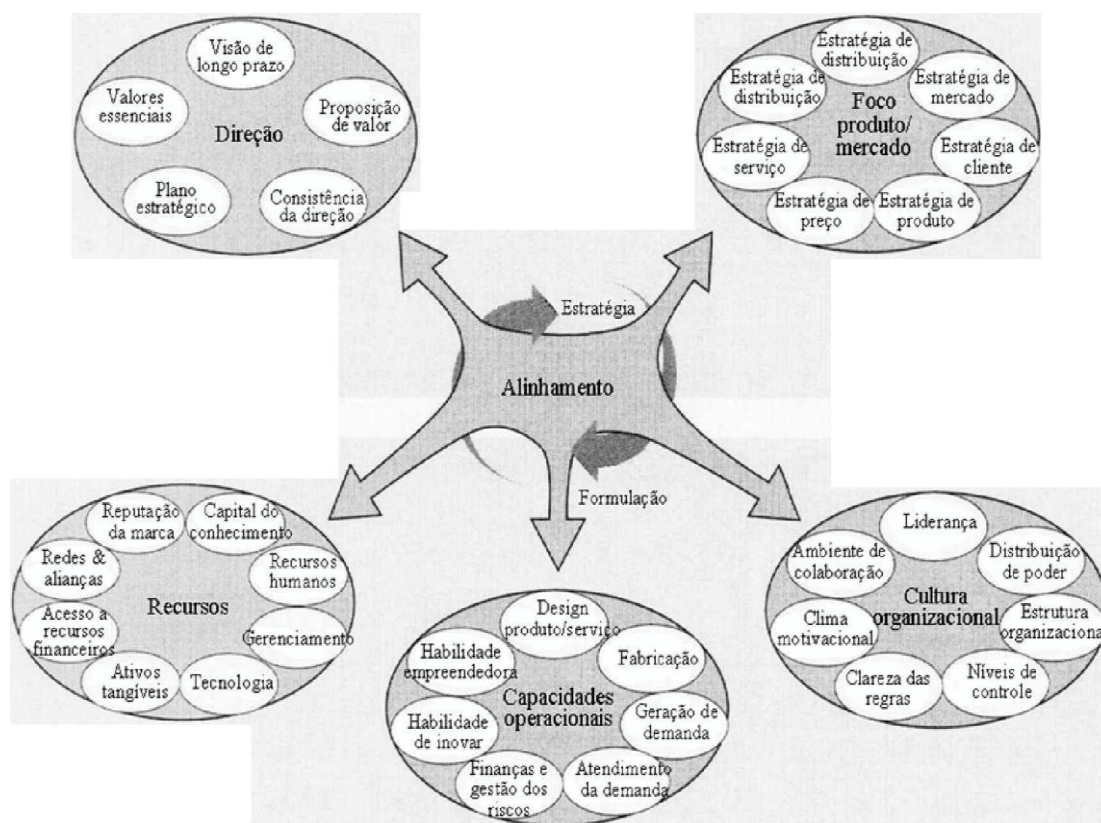 Visão de
longo prazo
Valores
essenciais
Proposição
de valor
Direção
Plano
estratégico
Consistência
da direção
Estratégia de
distribuição
Estratégia de
distribuição
Estratégia de
mercado
Foco
produto/
mercado
Estratégia de
serviço
Estratégia de
cliente
Estratégia de
preço
Estratégia de
produto
Estratégia
Alinhamento
Formulação
Reputação
da marca
Capital do
conhecimento
Redes &
alianças
Recursos
humanos
Recursos
Acesso a
recursos
financeiros
Gerenciamento
Ativos
tangíveis
Tecnologia
Design
produto/serviço
Habilidade
empreendedora
Fabricação
Capacidades
operacionais
Habilidade
de inovar
Geração de
demanda
Finanças e
gestão dos
riscos
Atendimento
da demanda
Liderança
Ambiente de
colaboração
Distribuição
de poder
Cultura
organizacional
Clima
motivacional
Estrutura
organizacional
Clareza das
regras
Níveis de
controle